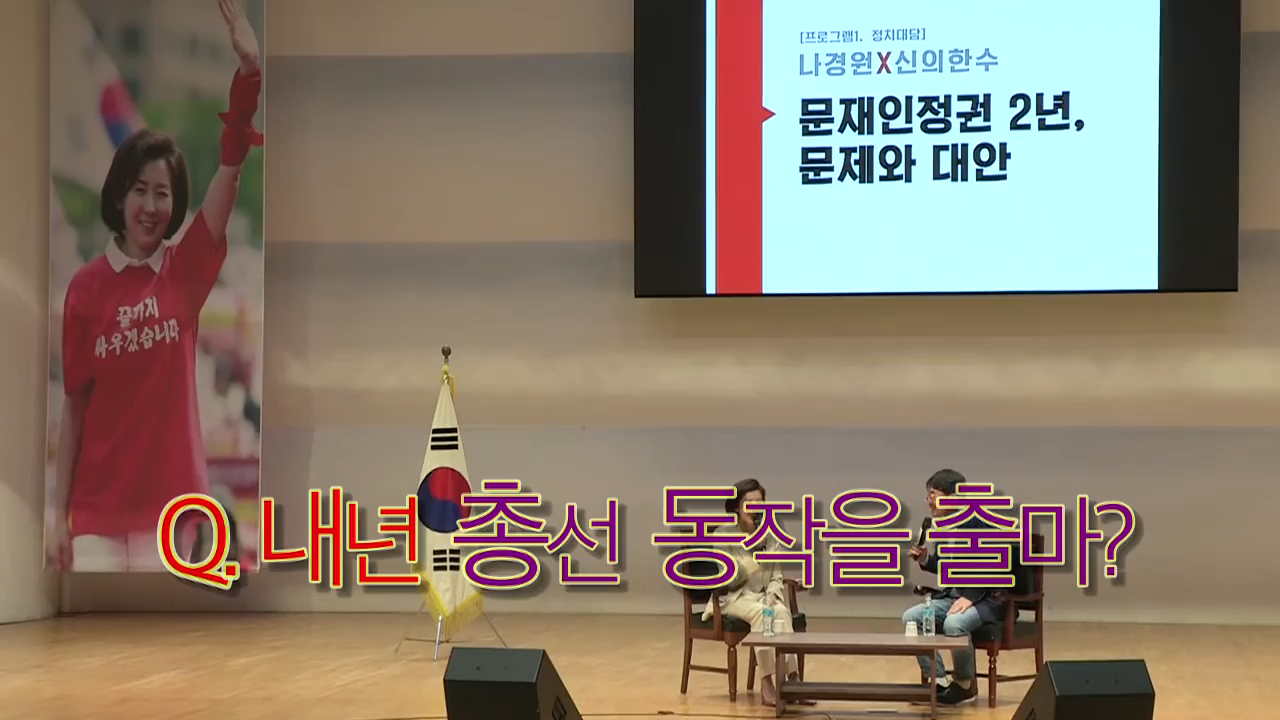 [프로그램1. 정치대담]
나경원X신의한수
문재인정권 2년,
문제와 대안
끝까지
싸우겠습니다
Q. 내년 총선 동작을 출마?